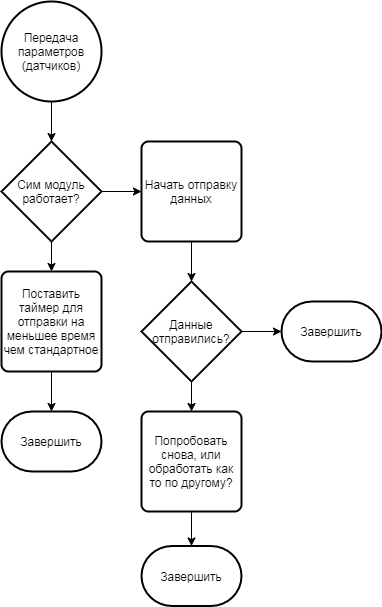 Передача
параметров
(датчиков)
Сим модуль
работает?
Начать отправку
данных
Поставить
таймер для
отправки на
меньшее время
чем стандартное
Данные
отправились?
Завершить
Завершить
Попробовать
снова, или
обработать как
то по другому?
Завершить